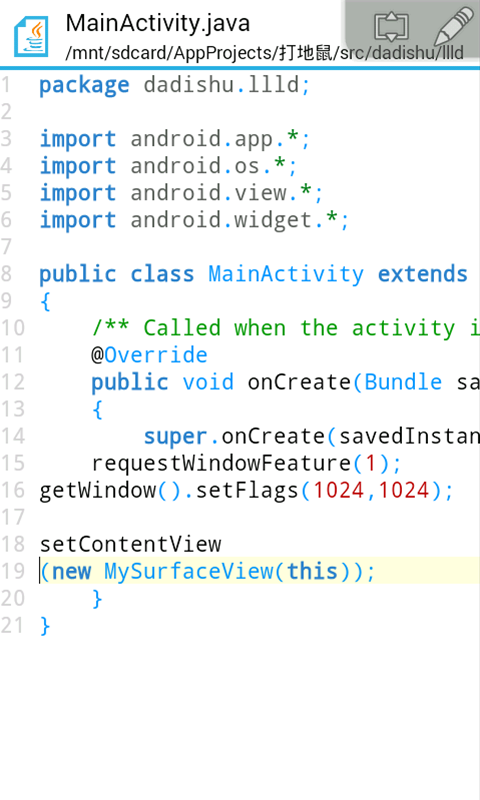 MainActivity.java
/mnt/sdcard/AppProjects/打地鼠/src/dadishu/llld
1 package dadishu.llld;
2
3 import android.app.*;
4 import android.os.*;
5 import android.view.*;
6 import android.widget.*;
7
8 public class MainActivity extends
9 {
10 /** Called when the activity i
11 @Override
12 public void onCreate(Bundle sa
13 {
14 super.onCreate(savedInstan
15 requestWindowFeature(1);
16 getWindow().setFlags(1024,1024);
17
18 setContentView
19 (new MySurfaceView(this));
20 }
21 }